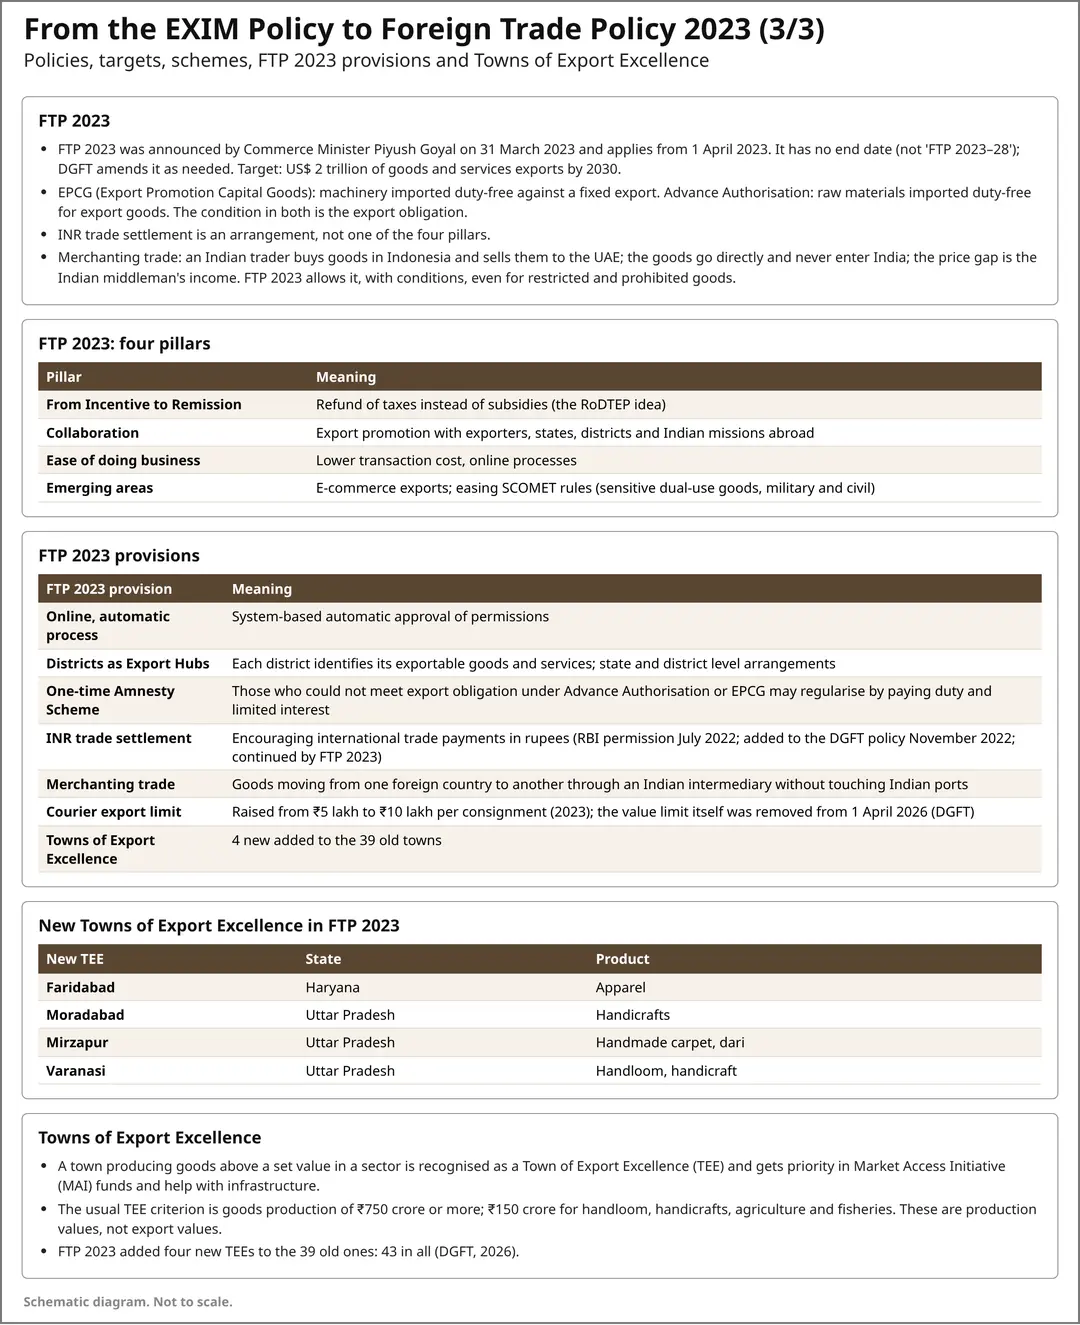 From the EXIM Policy to Foreign Trade Policy 2023 (3/3)
Policies, targets, schemes, FTP 2023 provisions and Towns of Export Excellence
FTP 2023
• FTP 2023 was announced by Commerce Minister Piyush Goyal on 31 March 2023 and applies from 1 April 2023. It has no end date (not 'FTP 2023–28');
DGFT amends it as needed. Target: US$ 2 trillion of goods and services exports by 2030.
• EPCG (Export Promotion Capital Goods): machinery imported duty-free against a fixed export. Advance Authorisation: raw materials imported duty-free
for export goods. The condition in both is the export obligation.
• INR trade settlement is an arrangement, not one of the four pillars.
• Merchanting trade: an Indian trader buys goods in Indonesia and sells them to the UAE; the goods go directly and never enter India; the price gap is the
Indian middleman's income. FTP 2023 allows it, with conditions, even for restricted and prohibited goods.
FTP 2023: four pillars
Pillar Meaning
From Incentive to Remission Refund of taxes instead of subsidies (the RoDTEP idea)
Collaboration Export promotion with exporters, states, districts and Indian missions abroad
Ease of doing business Lower transaction cost, online processes
Emerging areas E-commerce exports; easing SCOMET rules (sensitive dual-use goods, military and civil)
FTP 2023 provisions
FTP 2023 provision Meaning
Online, automatic System-based automatic approval of permissions
process
Districts as Export Hubs Each district identifies its exportable goods and services; state and district level arrangements
One-time Amnesty Those who could not meet export obligation under Advance Authorisation or EPCG may regularise by paying duty and
Scheme limited interest
INR trade settlement Encouraging international trade payments in rupees (RBI permission July 2022; added to the DGFT policy November 2022;
continued by FTP 2023)
Merchanting trade Goods moving from one foreign country to another through an Indian intermediary without touching Indian ports
Courier export limit Raised from ₹5 lakh to ₹10 lakh per consignment (2023); the value limit itself was removed from 1 April 2026 (DGFT)
Towns of Export 4 new added to the 39 old towns
Excellence
New Towns of Export Excellence in FTP 2023
New TEE State Product
Faridabad Haryana Apparel
Moradabad Uttar Pradesh Handicrafts
Mirzapur Uttar Pradesh Handmade carpet, dari
Varanasi Uttar Pradesh Handloom, handicraft
Towns of Export Excellence
• A town producing goods above a set value in a sector is recognised as a Town of Export Excellence (TEE) and gets priority in Market Access Initiative
(MAI) funds and help with infrastructure.
• The usual TEE criterion is goods production of ₹750 crore or more; ₹150 crore for handloom, handicrafts, agriculture and fisheries. These are production
values, not export values.
• FTP 2023 added four new TEEs to the 39 old ones: 43 in all (DGFT, 2026).
Schematic diagram. Not to scale.